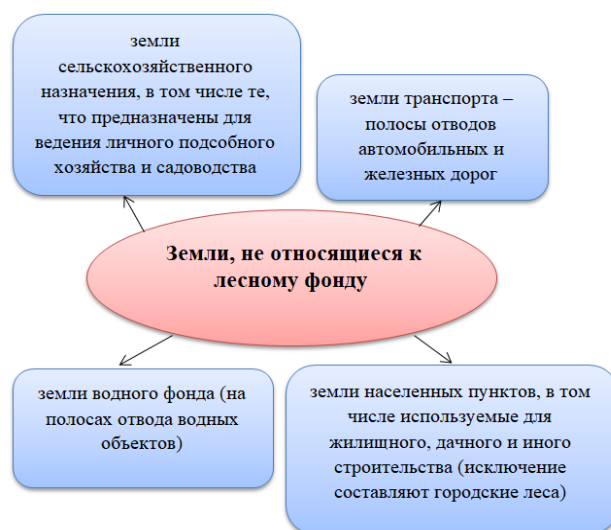 земли
сельскохозяйственного
назначения, в том числе те,
что предназначены для
ведения личного подсобного
хозяйства и садоводства
земли транспорта –
полосы отводов
автомобильных и
железных дорог
Земли, не относящиеся к
лесному фонду
земли водного фонда (на
полосах отвода водных
объектов)
земли населенных пунктов, в том
числе используемые для
жилищного, дачного и иного
строительства (исключение
составляют городские леса)